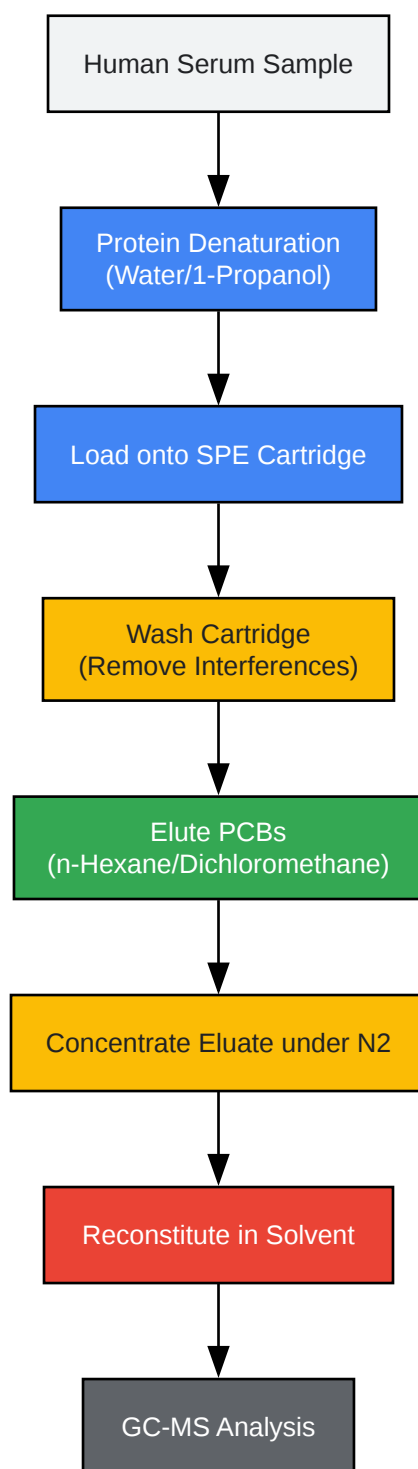 Human Serum Sample
Protein Denaturation
(Water/1-Propanol)
Load onto SPE Cartridge
Wash Cartridge
(Remove Interferences)
Elute PCBs
(n-Hexane/Dichloromethane)
Concentrate Eluate under N2
Reconstitute in Solvent
GC-MS Analysis